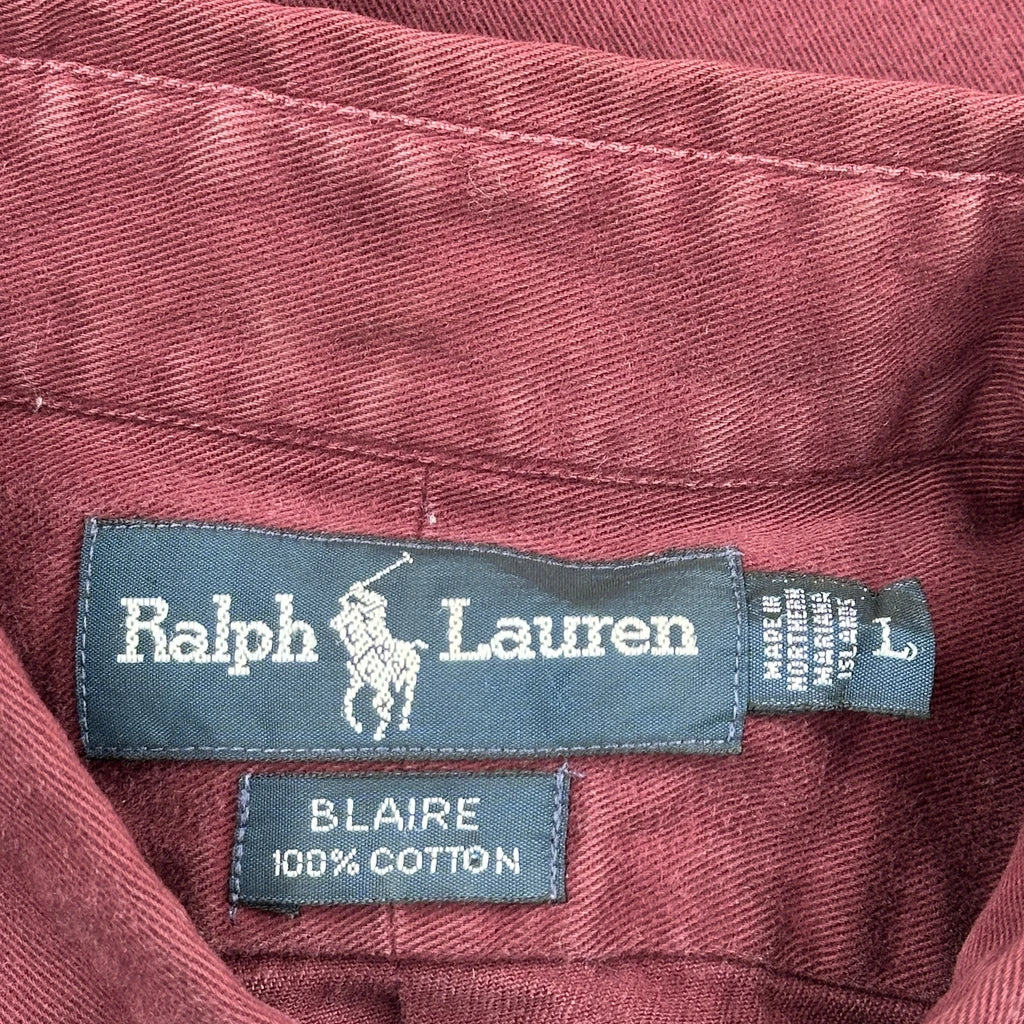 Ralph Lauren
MADE IN
NORTHERN
MARIANA
ISLANDS
L
BLAIRE
100% COTTON